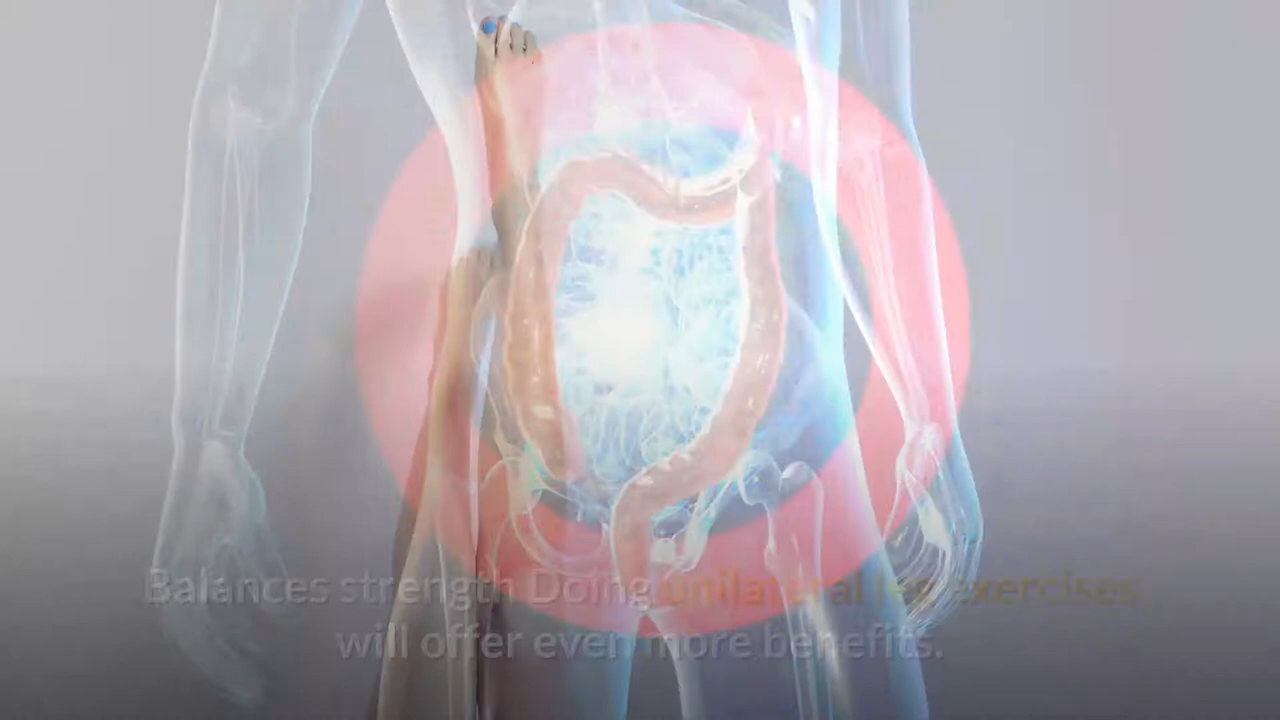 Balances strength Doing unilateral leg exercises
will offer even more benefits.